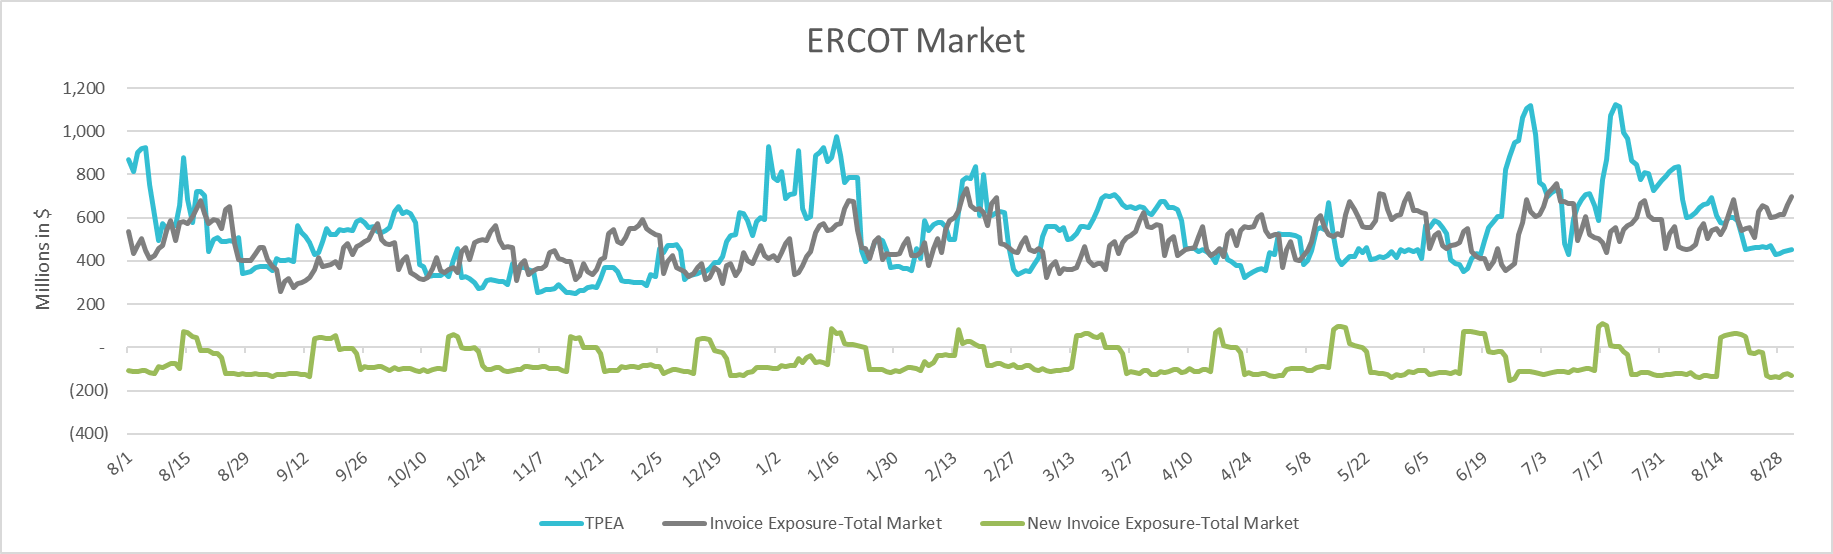 ERCOT Market
Millions in $
1,200
1,000
800
600
400
200
-
(200)
(400)
8/1 8/15 8/29 9/12 9/26 10/10 10/24 11/7 11/21 12/5 12/19 1/2 1/16 1/30 2/13 2/27 3/13 3/27 4/10 4/24 5/8 5/22 6/5 6/19 7/3 7/17 7/31 8/14 8/28
TPEA Invoice Exposure-Total Market New Invoice Exposure-Total Market